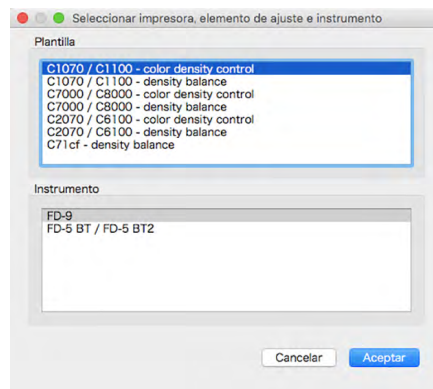 Seleccionar impresora, elemento de ajuste e instrumento
Plantilla
C1070 / C1100 - color density control
C1070 / C1100 - density balance
C7000 / C8000 - color density control
C7000 / C8000 - density balance
C2070 / C6100 - color density control
C2070 / C6100 - density balance
C71cf - density balance
Instrumento
FD-9
FD-5 BT / FD-5 BT2
Cancelar
Aceptar